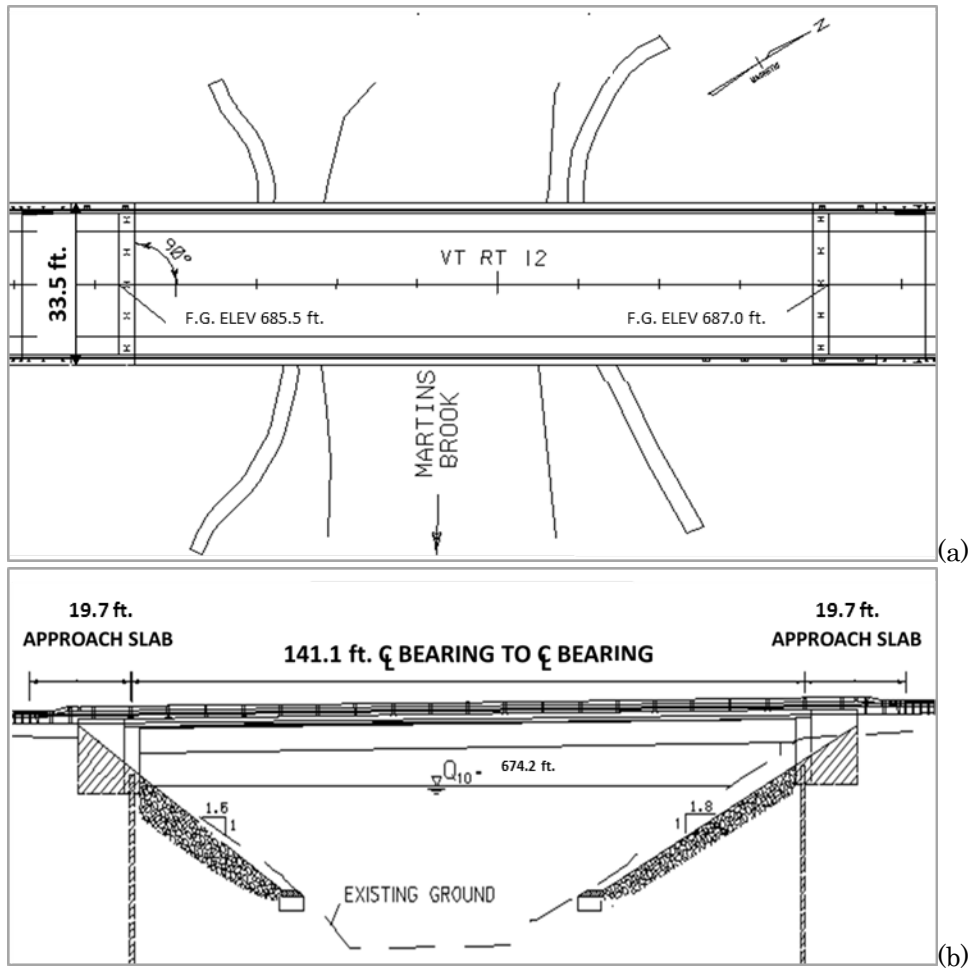 N
33.5 ft.
90°
VT RT 12
F.G. ELEV 685.5 ft.
F.G. ELEV 687.0 ft.
MARTINS
BROOK
(a)
19.7 ft.
APPROACH SLAB
19.7 ft.
APPROACH SLAB
141.1 ft. ℄ BEARING TO ℄ BEARING
Q10= 674.2 ft.
1.6
1
1.8
1
EXISTING GROUND
(b)